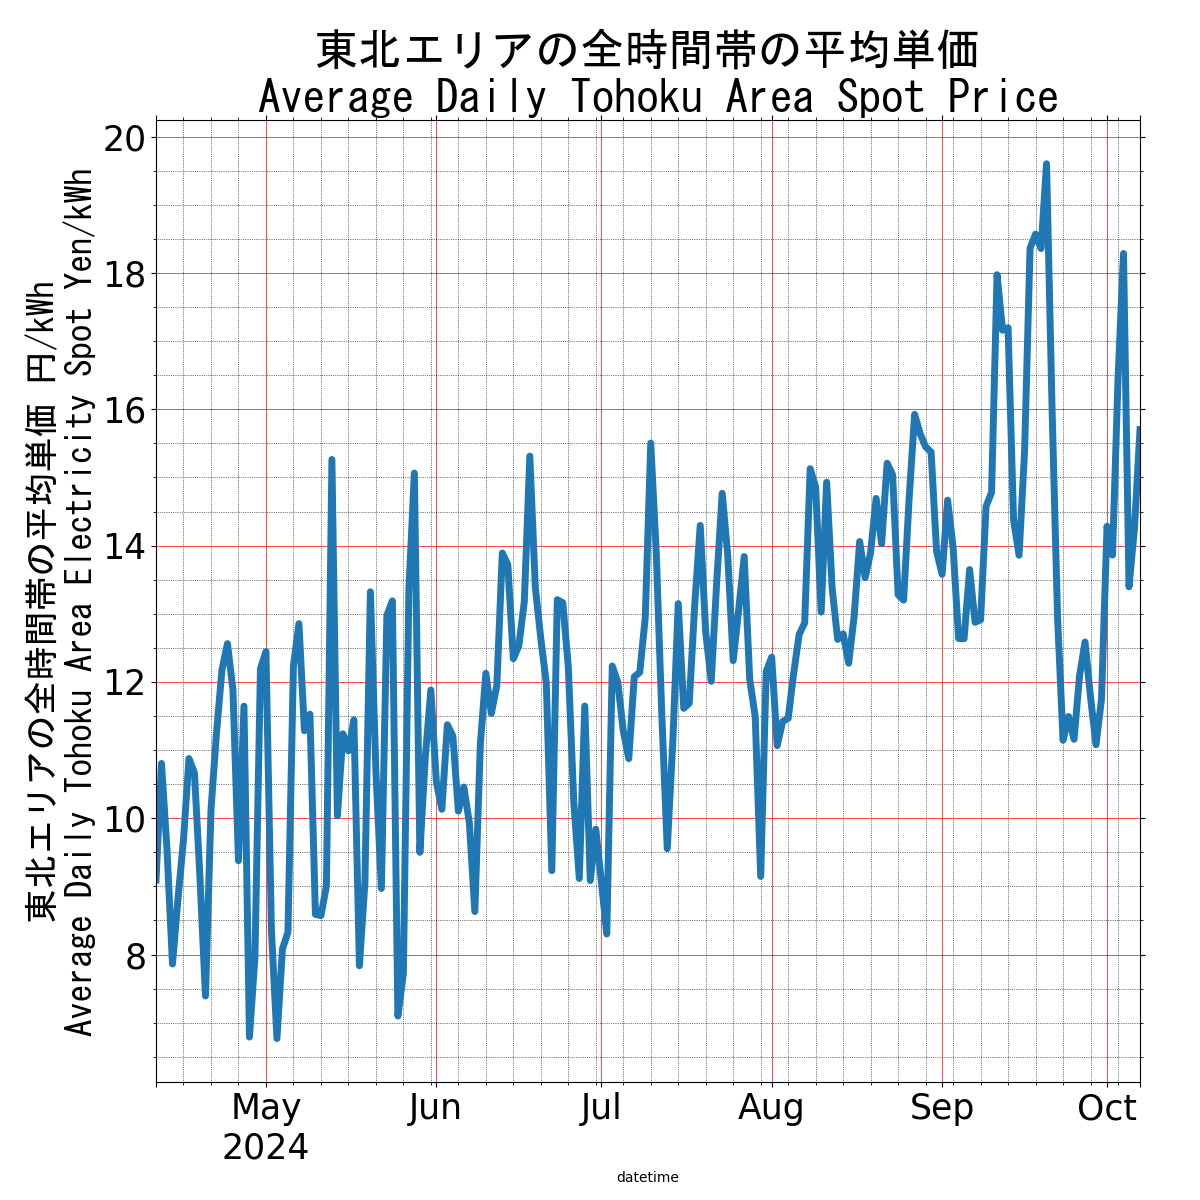 東北エリアの全時間帯の平均単価
Average Daily Tohoku Area Spot Price
東北エリアの全時間帯の平均単価 円/kWh
Average Daily Tohoku Area Electricity Spot Yen/kWh
20
18
16
14
12
10
8
May
2024
Jun
Jul
Aug
Sep
Oct
datetime